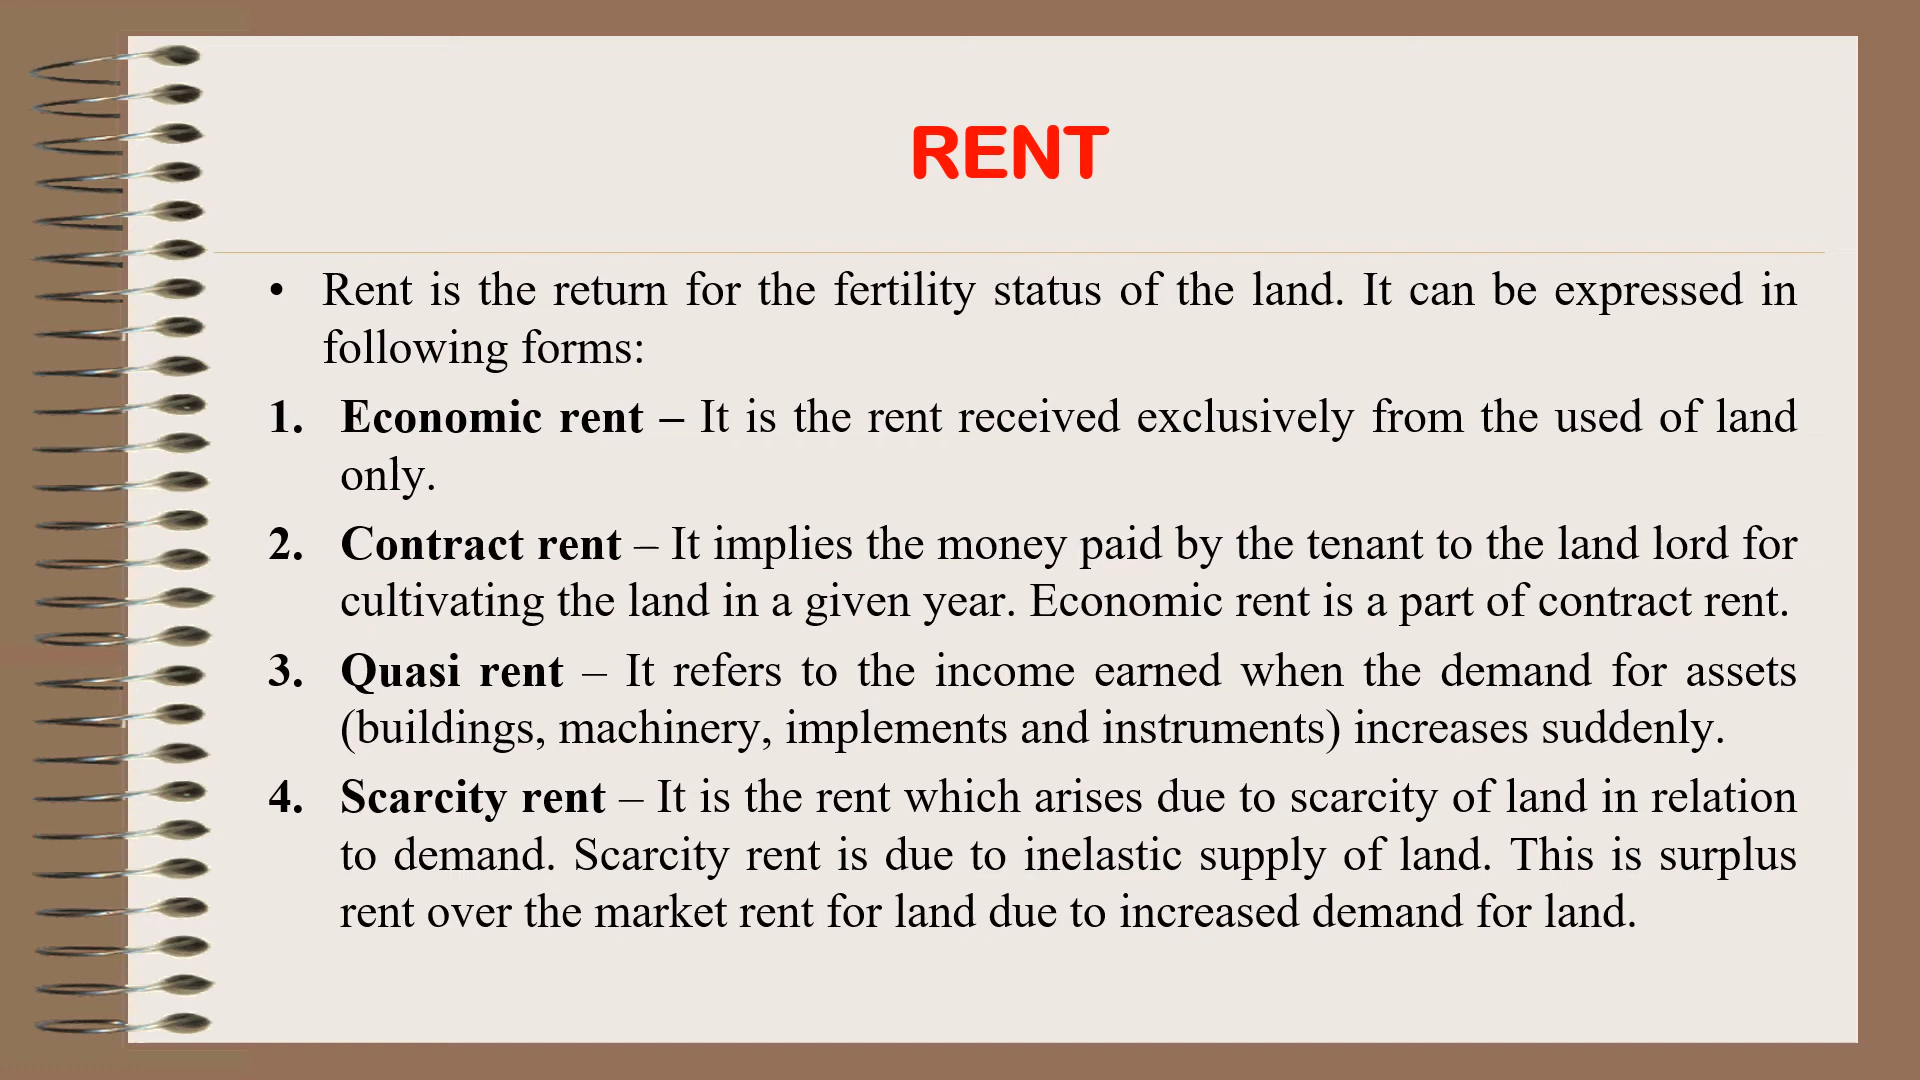 RENT
• Rent is the return for the fertility status of the land. It can be expressed in
following forms:
1. Economic rent – It is the rent received exclusively from the used of land
only.
2. Contract rent – It implies the money paid by the tenant to the land lord for
cultivating the land in a given year. Economic rent is a part of contract rent.
3. Quasi rent – It refers to the income earned when the demand for assets
(buildings, machinery, implements and instruments) increases suddenly.
4. Scarcity rent – It is the rent which arises due to scarcity of land in relation
to demand. Scarcity rent is due to inelastic supply of land. This is surplus
rent over the market rent for land due to increased demand for land.